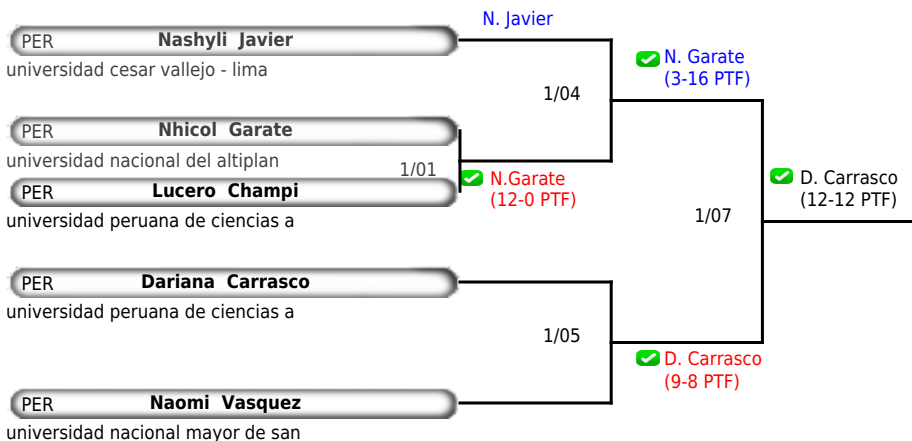 N. Javier
PER Nashyli Javier
universidad cesar vallejo - lima
N. Garate
(3-16 PTF)
1/04
PER Nhicol Garate
universidad nacional del altiplan
1/01
N.Garate
(12-0 PTF)
PER Lucero Champi
universidad peruana de ciencias a
D. Carrasco
(12-12 PTF)
1/07
PER Dariana Carrasco
universidad peruana de ciencias a
1/05
D. Carrasco
(9-8 PTF)
PER Naomi Vasquez
universidad nacional mayor de san